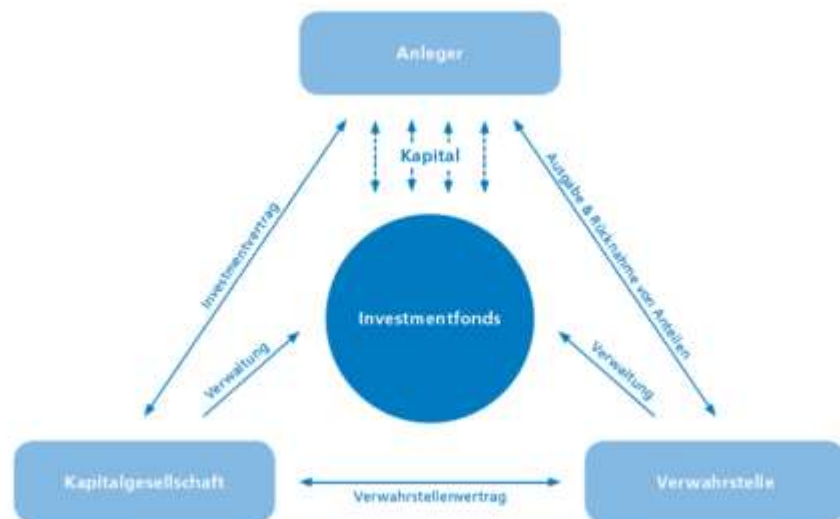 Anleger
Kapital
Investmentvertrag
Ausgabe & Rücknahme von Anteilen
Investmentfonds
Verwaltung
Verwaltung
Kapitalgesellschaft
Verwahrstellenvertrag
Verwahrstelle